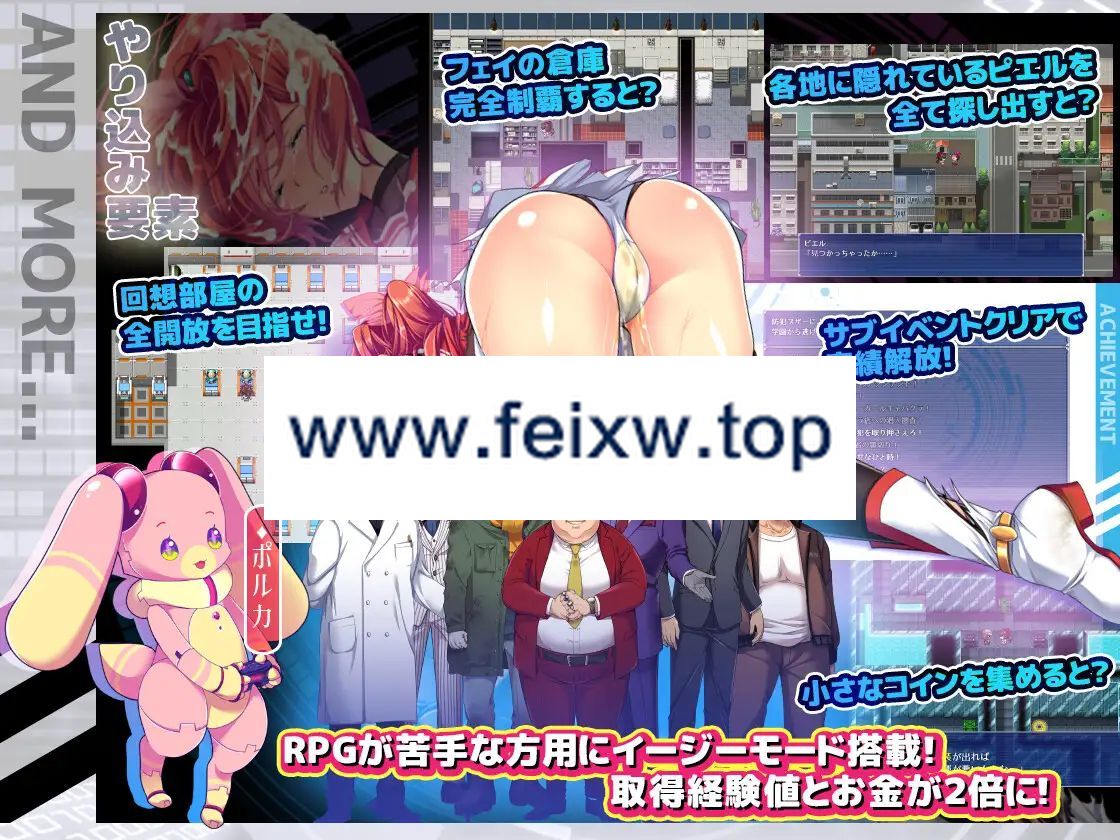 AND MORE...
やり込み
要素
フェイの倉庫
完全制覇すると?
各地に隠れているピエルを
全て探し出すと?
ピエル
「見つかっちゃったか……」
回想部屋の
全開放を目指せ!
サブイベントクリアで
績解放!
ACHIEVEMENT
www.feixw.top
ポルカ
小さなコインを集めると?
RPGが苦手な方用にイージーモード搭載!
が出れば
取得経験値とお金が2倍に!